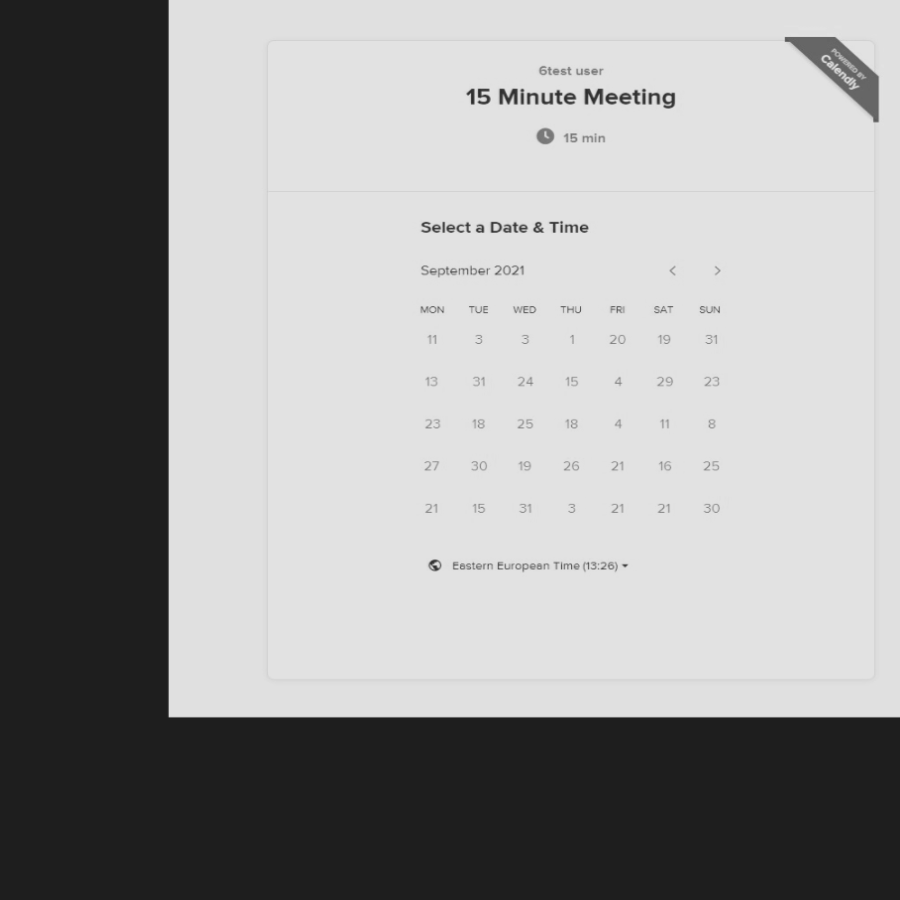 POWERED BY
Calendly
6test user
15 Minute Meeting
15 min
Select a Date & Time
September 2021
MON TUE WED THU FRI SAT SUN
11 3 3 1 20 19 31
13 31 24 15 4 29 23
23 18 25 18 4 11 8
27 30 19 26 21 16 25
21 15 31 3 21 21 30
Eastern European Time (13:26)